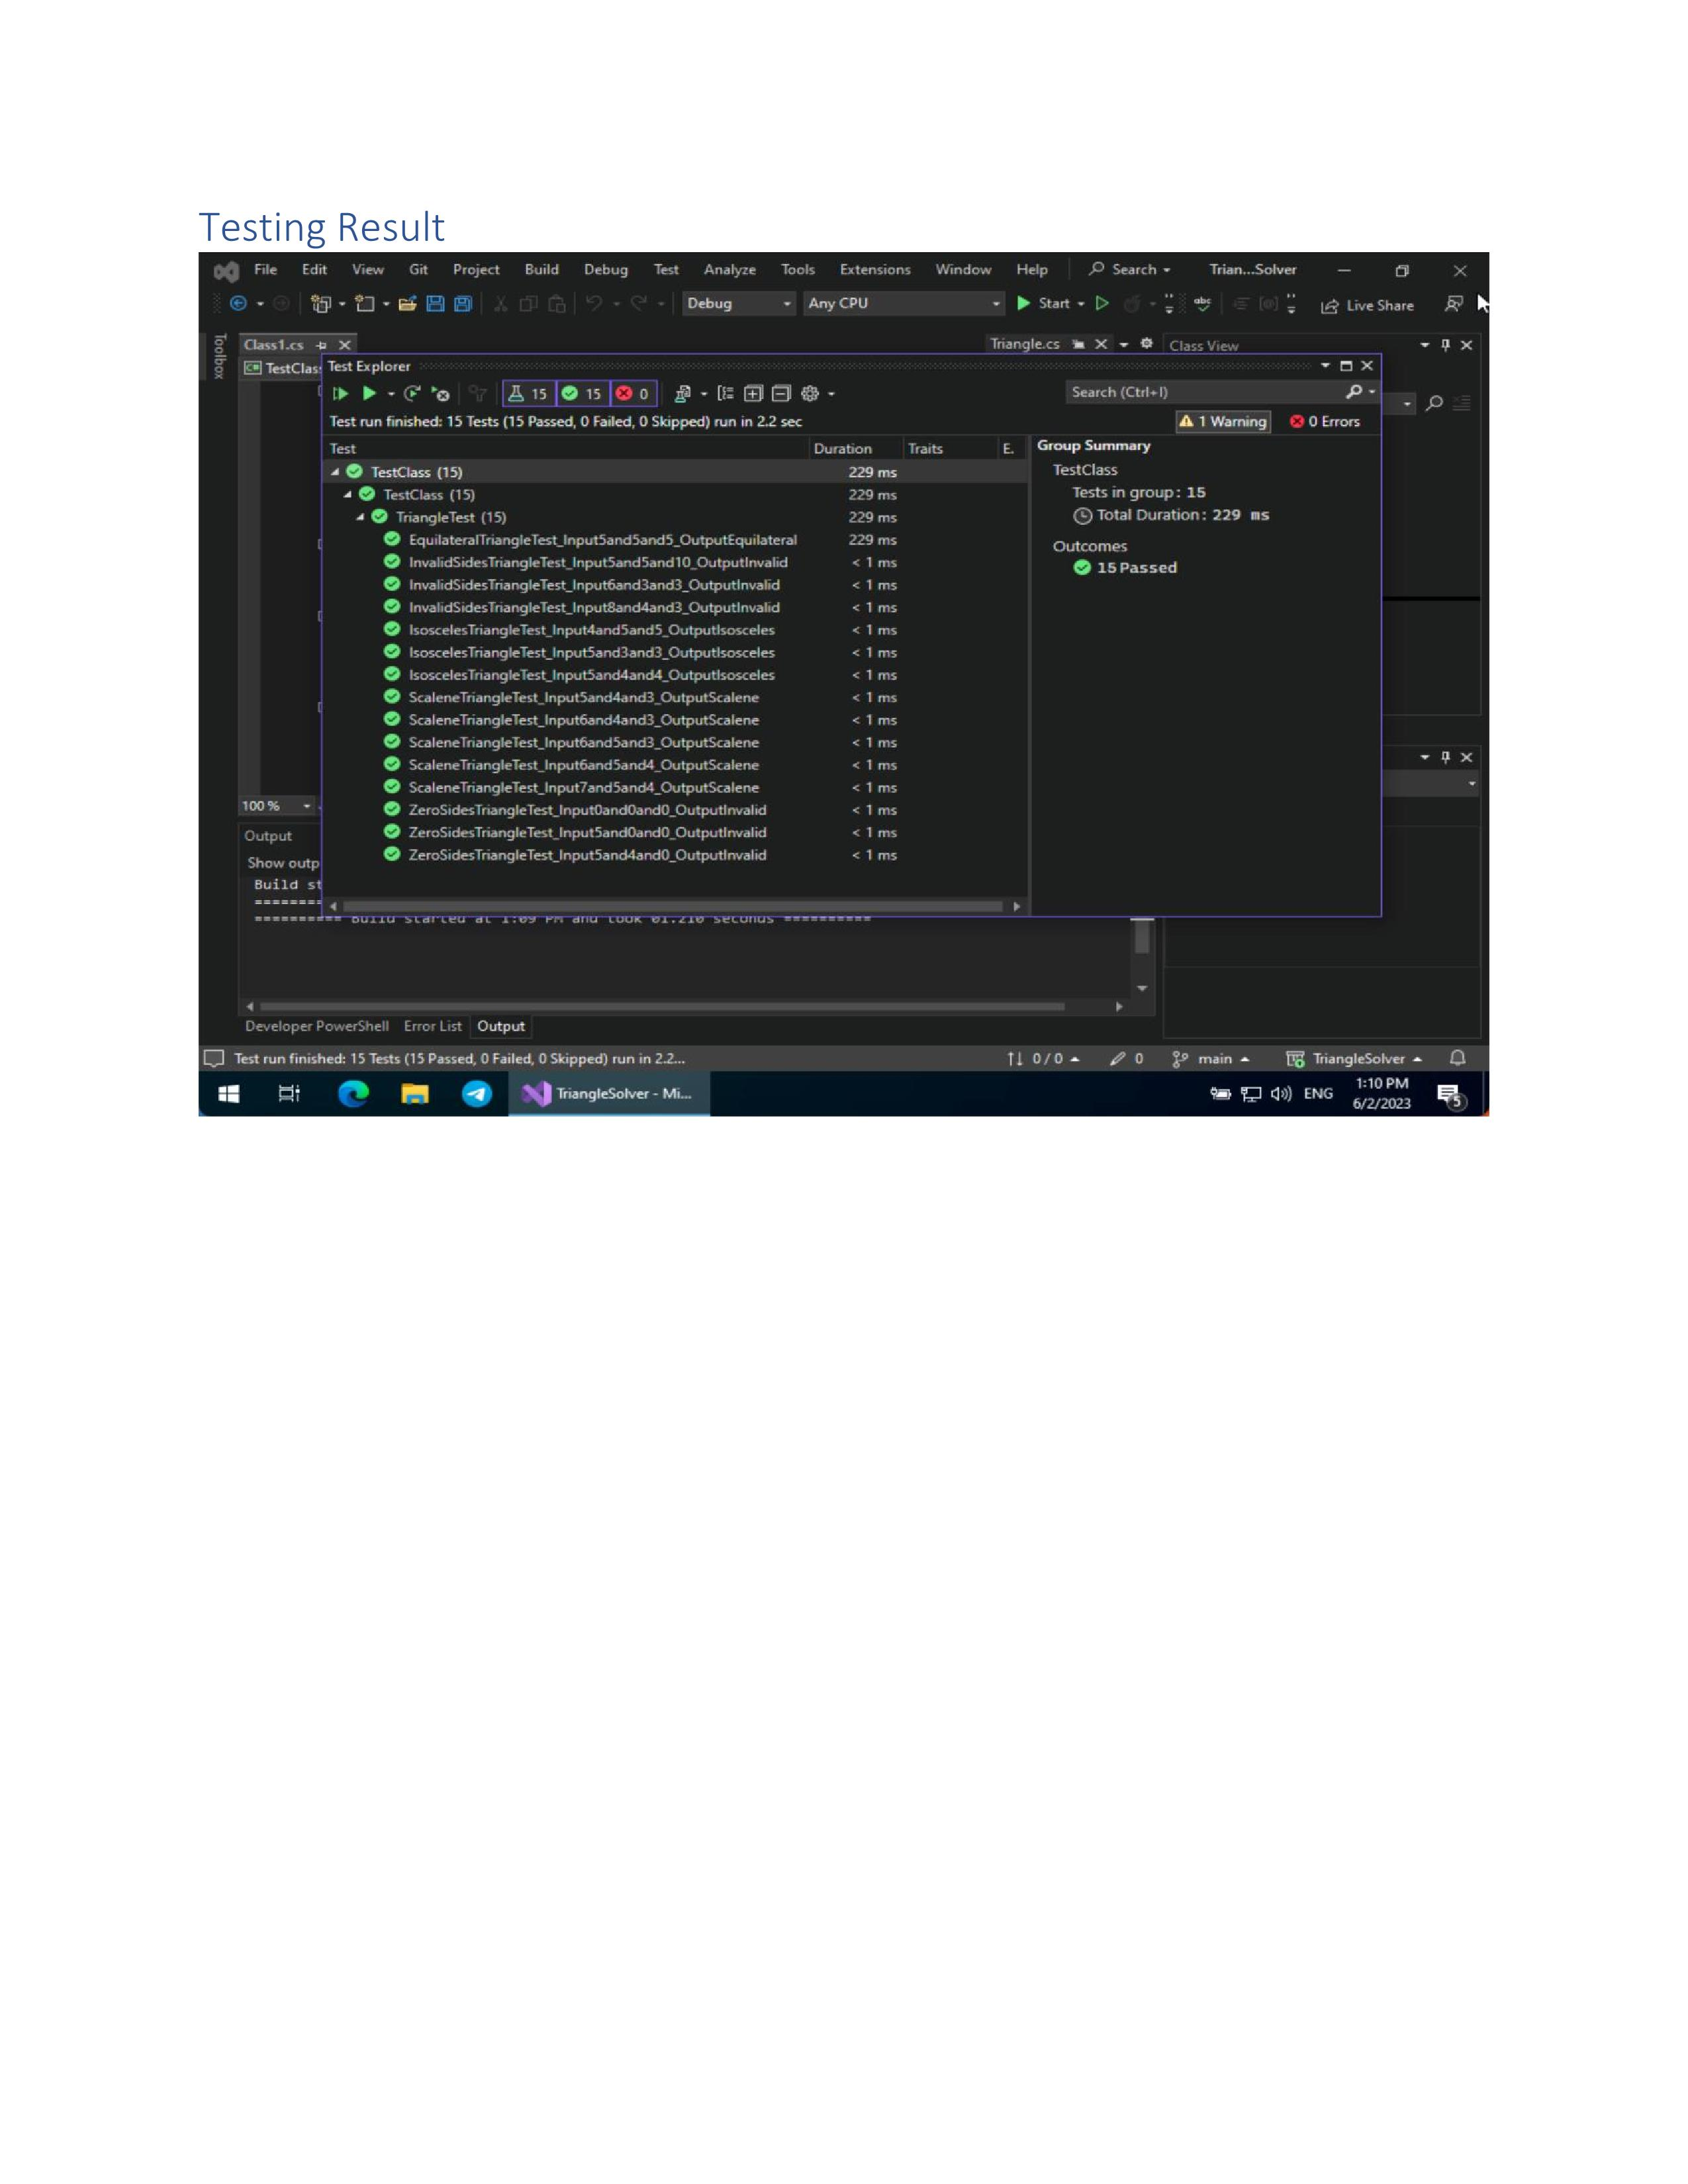 Testing Result
File Edit View Git Project Build Debug Test Analyze Tools Extensions Window Help Search Trian...Solver
Debug Any CPU Start abc Live Share
Toolbox
Class1.cs Triangle.cs Class View
TestClas
Test Explorer
15 15 0 Search (Ctrl+I)
Test run finished: 15 Tests (15 Passed, 0 Failed, 0 Skipped) run in 2.2 sec 1 Warning 0 Errors
Test Duration Traits E. Group Summary
TestClass (15) 229 ms TestClass
TestClass (15) 229 ms Tests in group: 15
TriangleTest (15) 229 ms Total Duration: 229 ms
EquilateralTriangleTest_Input5and5and5_OutputEquilateral 229 ms Outcomes
InvalidSidesTriangleTest_Input5and5and10_OutputInvalid < 1 ms 15 Passed
InvalidSidesTriangleTest_Input6and3and3_OutputInvalid < 1 ms
InvalidSidesTriangleTest_Input8and4and3_OutputInvalid < 1 ms
IsoscelesTriangleTest_Input4and5and5_OutputIsosceles < 1 ms
IsoscelesTriangleTest_Input5and3and3_OutputIsosceles < 1 ms
IsoscelesTriangleTest_Input5and4and4_OutputIsosceles < 1 ms
ScaleneTriangleTest_Input5and4and3_OutputScalene < 1 ms
ScaleneTriangleTest_Input6and4and3_OutputScalene < 1 ms
ScaleneTriangleTest_Input6and5and3_OutputScalene < 1 ms
ScaleneTriangleTest_Input6and5and4_OutputScalene < 1 ms
ScaleneTriangleTest_Input7and5and4_OutputScalene < 1 ms
ZeroSidesTriangleTest_Input0and0and0_OutputInvalid < 1 ms
ZeroSidesTriangleTest_Input5and0and0_OutputInvalid < 1 ms
ZeroSidesTriangleTest_Input5and4and0_OutputInvalid < 1 ms
100 %
Output
Show outp
Build st
========
========== Build started at 1:09 PM and took 01.210 seconds ==========
Developer PowerShell Error List Output
Test run finished: 15 Tests (15 Passed, 0 Failed, 0 Skipped) run in 2.2... 0 / 0 0 main TriangleSolver
TriangleSolver - Mi... ENG 1:10 PM
6/2/2023 5